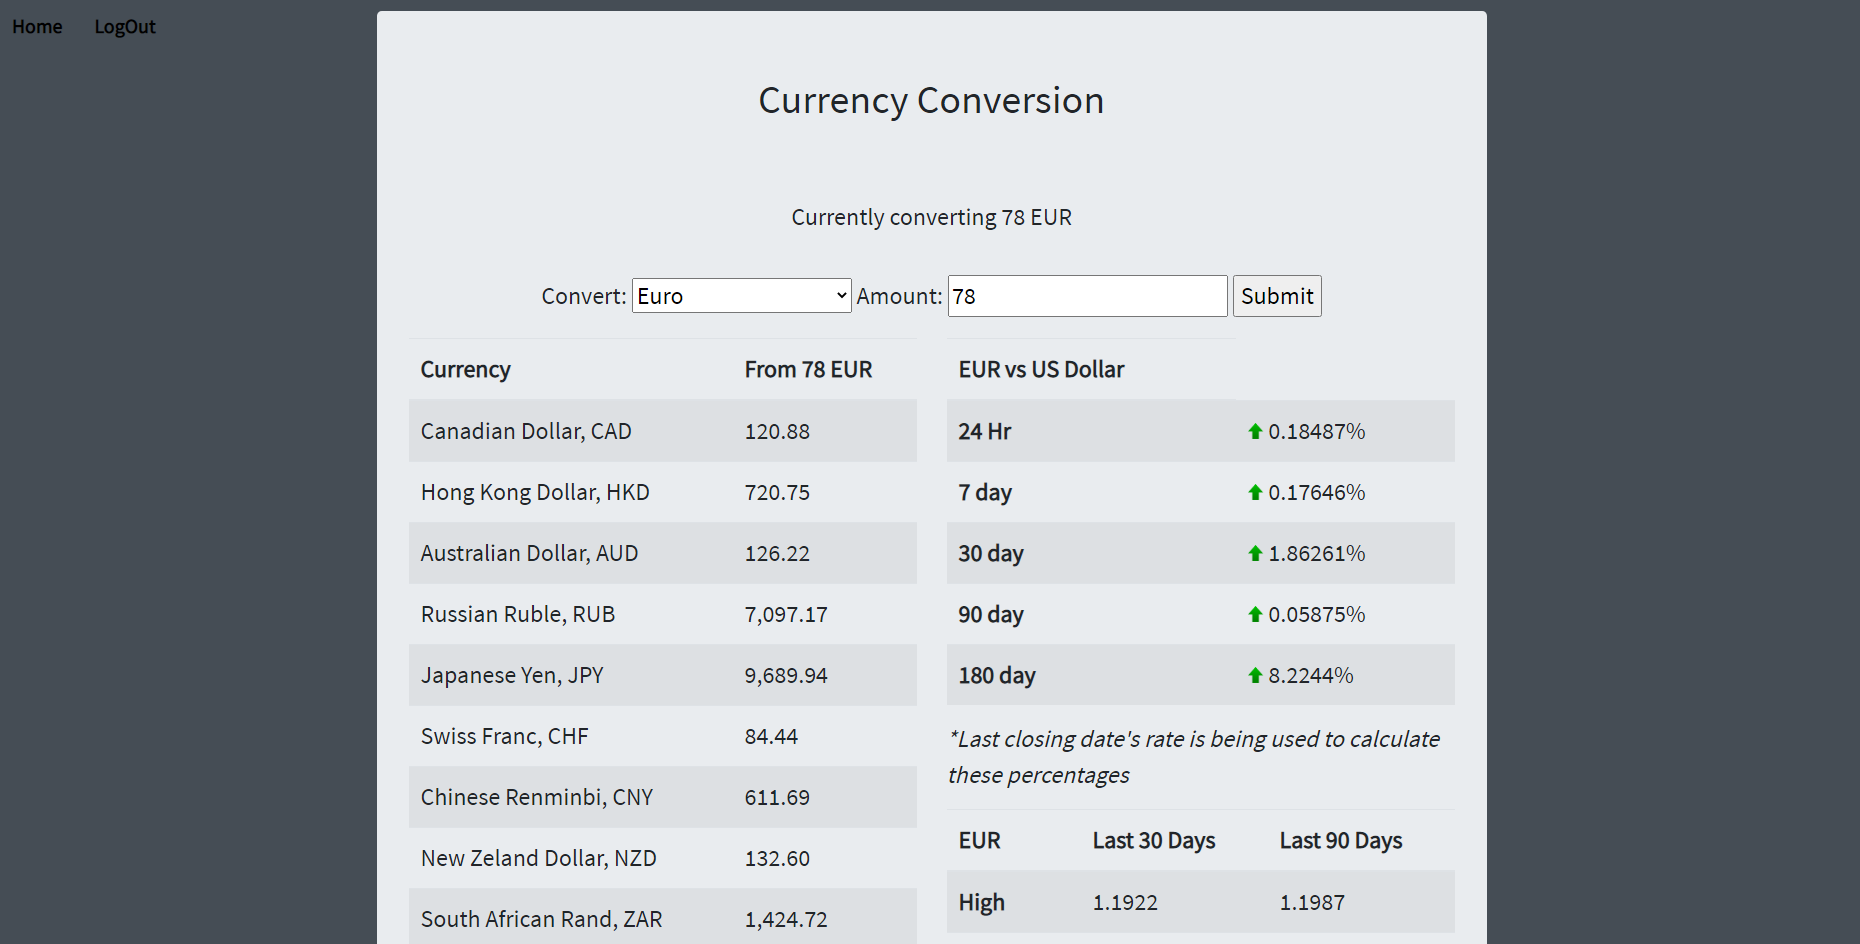 Home LogOut
Currency Conversion
Currently converting 78 EUR
Convert: Euro Amount: 78 Submit
Currency From 78 EUR
Canadian Dollar, CAD 120.88
Hong Kong Dollar, HKD 720.75
Australian Dollar, AUD 126.22
Russian Ruble, RUB 7,097.17
Japanese Yen, JPY 9,689.94
Swiss Franc, CHF 84.44
Chinese Renminbi, CNY 611.69
New Zeland Dollar, NZD 132.60
South African Rand, ZAR 1,424.72
EUR vs US Dollar
24 Hr 0.18487%
7 day 0.17646%
30 day 1.86261%
90 day 0.05875%
180 day 8.2244%
*Last closing date's rate is being used to calculate
these percentages
EUR Last 30 Days Last 90 Days
High 1.1922 1.1987